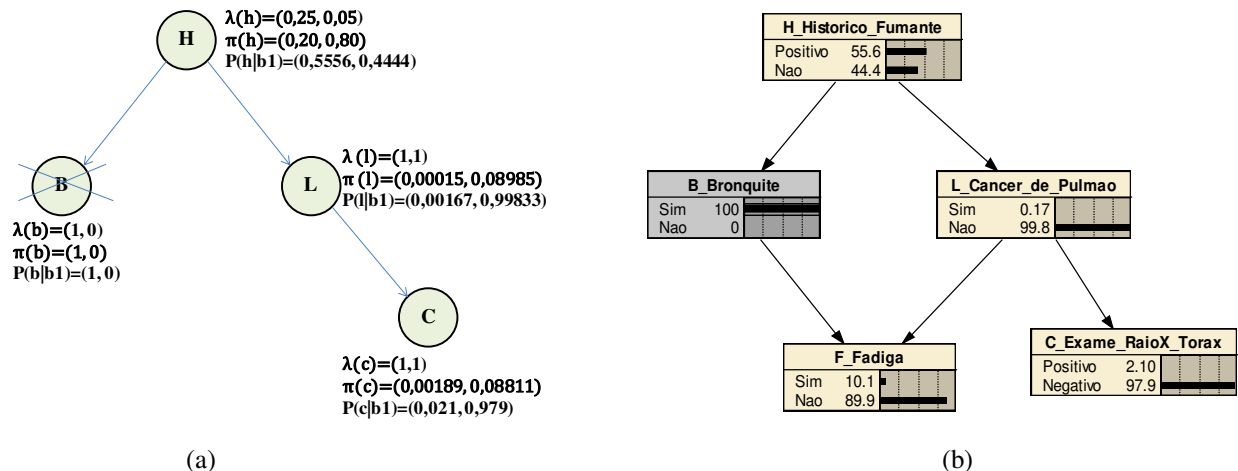 H
λ(h)=(0,25, 0,05)
π(h)=(0,20, 0,80)
P(h|b1)=(0,5556, 0,4444)
B
λ(b)=(1, 0)
π(b)=(1, 0)
P(b|b1)=(1, 0)
L
λ (l)=(1,1)
π (l)=(0,00015, 0,08985)
P(l|b1)=(0,00167, 0,99833)
C
λ(c)=(1,1)
π(c)=(0,00189, 0,08811)
P(c|b1)=(0,021, 0,979)
(a)
H_Historico_Fumante
Positivo 55.6
Nao 44.4
B_Bronquite
Sim 100
Nao 0
L_Cancer_de_Pulmao
Sim 0.17
Nao 99.8
F_Fadiga
Sim 10.1
Nao 89.9
C_Exame_RaioX_Torax
Positivo 2.10
Negativo 97.9
(b)